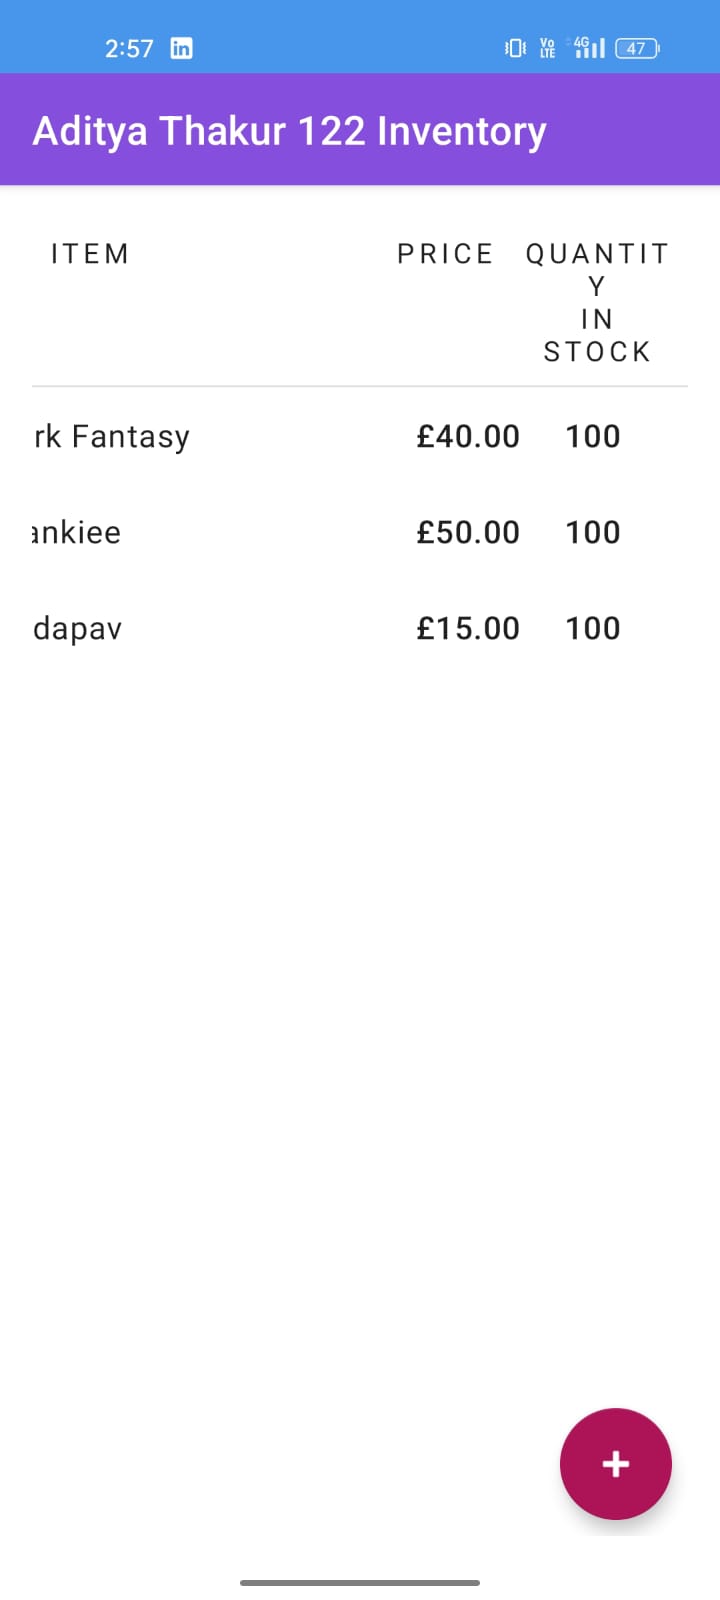 2:57 in Vo LTE 4G 47
Aditya Thakur 122 Inventory
ITEM PRICE QUANTIT
Y
IN
STOCK
rk Fantasy £40.00 100
ankiee £50.00 100
dapav £15.00 100
+